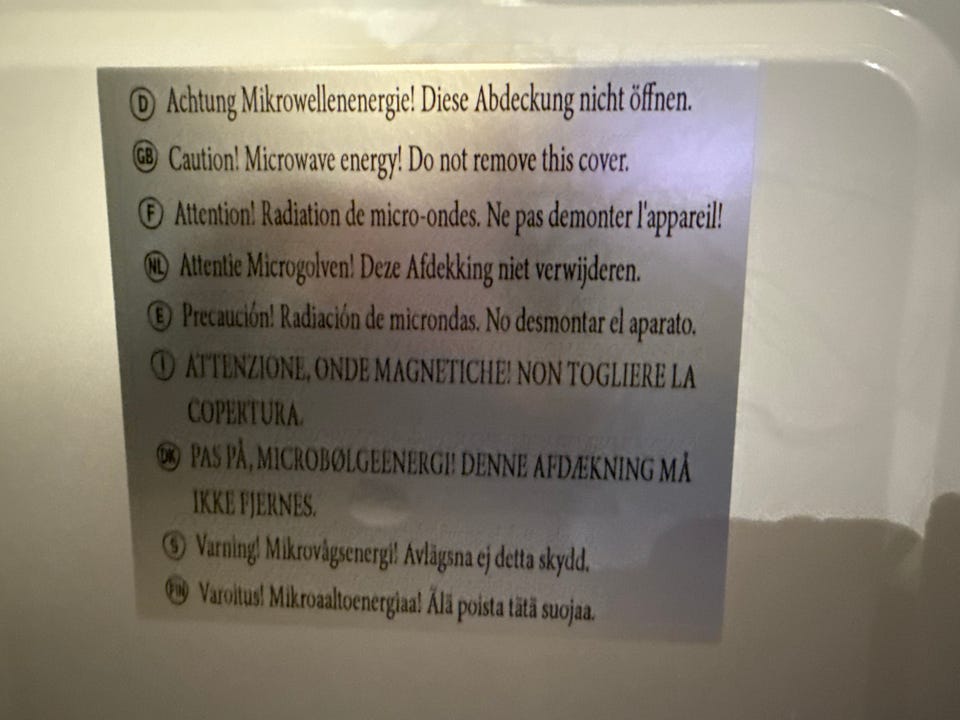 D Achtung Mikrowellenenergie! Diese Abdeckung nicht öffnen.
GB Caution! Microwave energy! Do not remove this cover.
F Attention! Radiation de micro-ondes. Ne pas demonter l'appareil!
NL Attentie Microgolven! Deze Afdekking niet verwijderen.
E Precaución! Radiación de microndas. No desmontar el aparato.
I ATTENZIONE, ONDE MAGNETICHE! NON TOGLIERE LA
COPERTURA.
DK PAS PÅ, MICROBØLGEENERGI! DENNE AFDÆKNING MÅ
IKKE FJERNES.
S Varning! Mikrovågsenergi! Avlägsna ej detta skydd.
FIN Varoitus! Mikroaaltoenergiaa! Älä poista tätä suojaa.